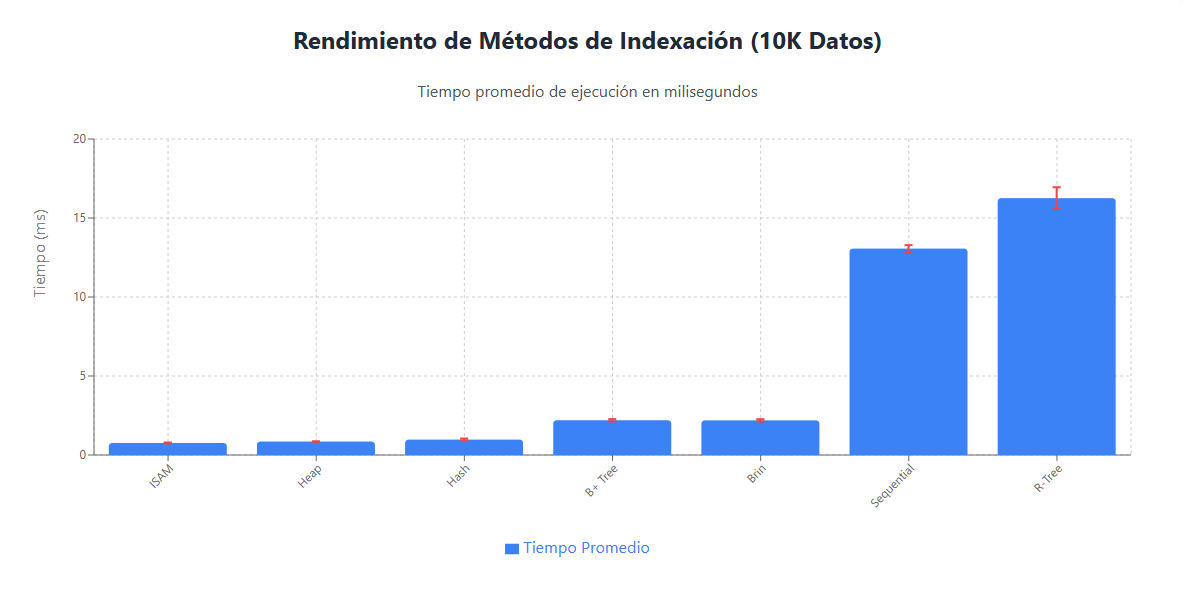 Rendimiento de Métodos de Indexación (10K Datos)
Tiempo promedio de ejecución en milisegundos
Tiempo (ms)
20
15
10
5
0
ISAM
Heap
Hash
B+ Tree
Brin
Sequential
R-Tree
Tiempo Promedio